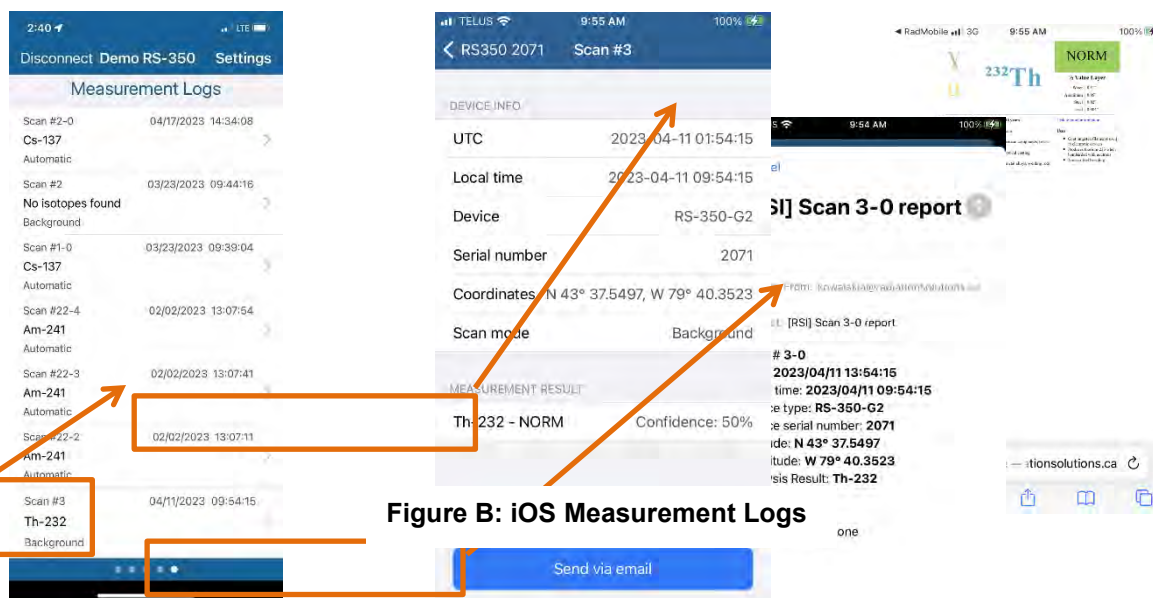 2:40
LTE
Disconnect Demo RS-350 Settings
Measurement Logs
Scan #2-0 04/17/2023 14:34:08
Cs-137
Automatic
Scan #2 03/23/2023 09:44:16
No isotopes found
Background
Scan #1-0 03/23/2023 09:39:04
Cs-137
Automatic
Scan #22-4 02/02/2023 13:07:54
Am-241
Automatic
Scan #22-3 02/02/2023 13:07:41
Am-241
Automatic
Scan #22-2 02/02/2023 13:07:11
Am-241
Automatic
Scan #3 04/11/2023 09:54:15
Th-232
Background
TELUS 9:55 AM 100%
RS350 2071 Scan #3
DEVICE INFO
UTC 2023-04-11 01:54:15
Local time 2023-04-11 09:54:15
Device RS-350-G2
Serial number 2071
Coordinates N 43° 37.5497, W 79° 40.3523
Scan mode Background
MEASUREMENT RESULT
Th-232 - NORM Confidence: 50%
Send via email
S 9:54 AM 100%
el
SI] Scan 3-0 report
From:
[RSI] Scan 3-0 report
# 3-0
2023/04/11 13:54:15
time: 2023/04/11 09:54:15
ce type: RS-350-G2
ce serial number: 2071
ude: N 43° 37.5497
itude: W 79° 40.3523
sis Result: Th-232
one
RadMobile 3G 9:55 AM 100%
232Th
NORM
ationsolutions.ca
Figure B: iOS Measurement Logs